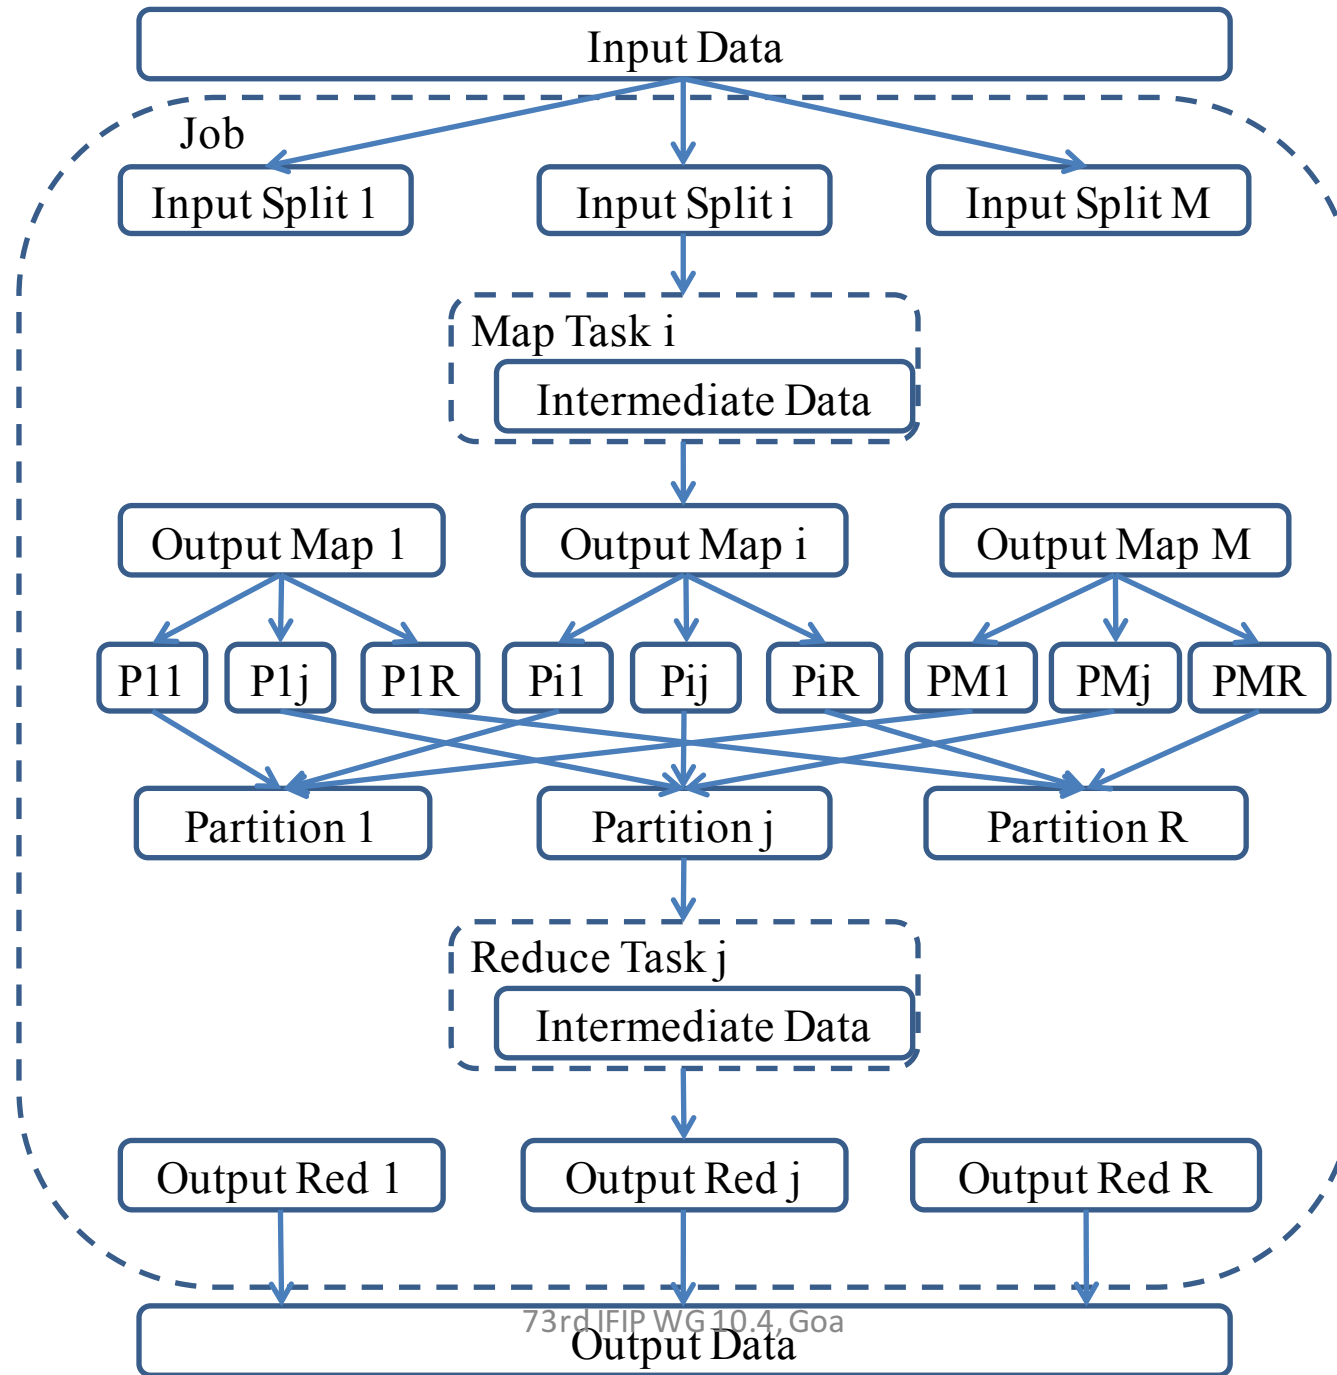 Input Data
Job
Input Split 1
Input Split i
Input Split M
Map Task i
Intermediate Data
Output Map 1
Output Map i
Output Map M
P11
P1j
P1R
Pi1
Pij
PiR
PM1
PMj
PMR
Partition 1
Partition j
Partition R
Reduce Task j
Intermediate Data
Output Red 1
Output Red j
Output Red R
73rd IFIP WG 10.4, Goa
Output Data